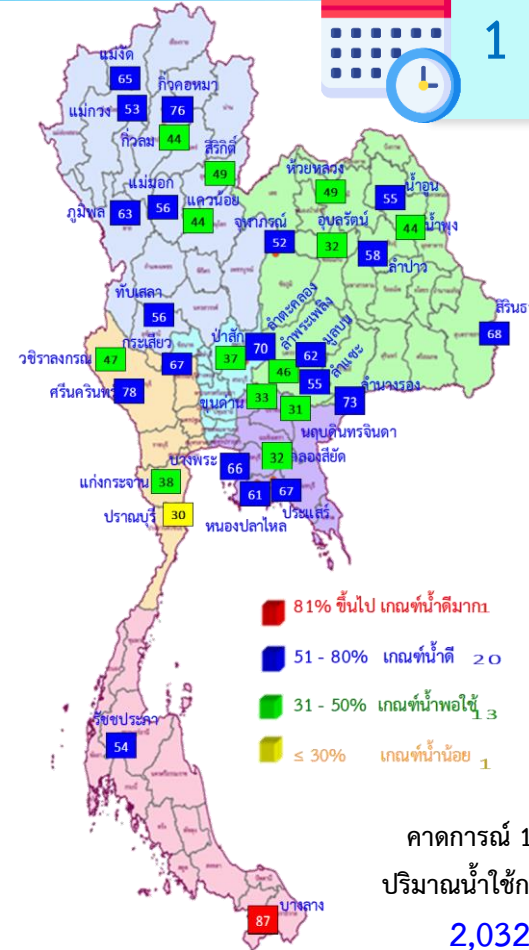 1
แม่งัด
65
แม่กวง 53
กิ่วคอหมา
76
กิ่วลม 44
สิริกิติ์
49
ภูมิพล 63
แม่มอก
56
แควน้อย
44
ห้วยหลวง
49
น้ำอูน
55
น้ำพุง
44
จุฬาภรณ์
52
อุบลรัตน์
32
58
ลำปาว
สิรินธร
68
ทับเสลา
56
กระเสียว
67
ป่าสัก
37
ลำตะคลอง
70
ลำพระเพลิง
46
มูลบน
62
ลำแชะ
55
ลำนางรอง
73
วชิราลงกรณ 47
ศรีนครินทร์
78
ขุนด่าน
33
31
นฤบดินทรจินดา
32 คลองสียัด
บางพระ
66
61
หนองปลาไหล
67
ประแสร์
แก่งกระจาน 38
ปราณบุรี 30
81% ขึ้นไป เกณฑ์น้ำดีมาก 1
51 - 80% เกณฑ์น้ำดี 20
31 - 50% เกณฑ์น้ำพอใช้ 13
≤ 30% เกณฑ์น้ำน้อย 1
รัชชประภา
54
บางลาง
87
คาดการณ์ 1
ปริมาณน้ำใช้ก
2,032